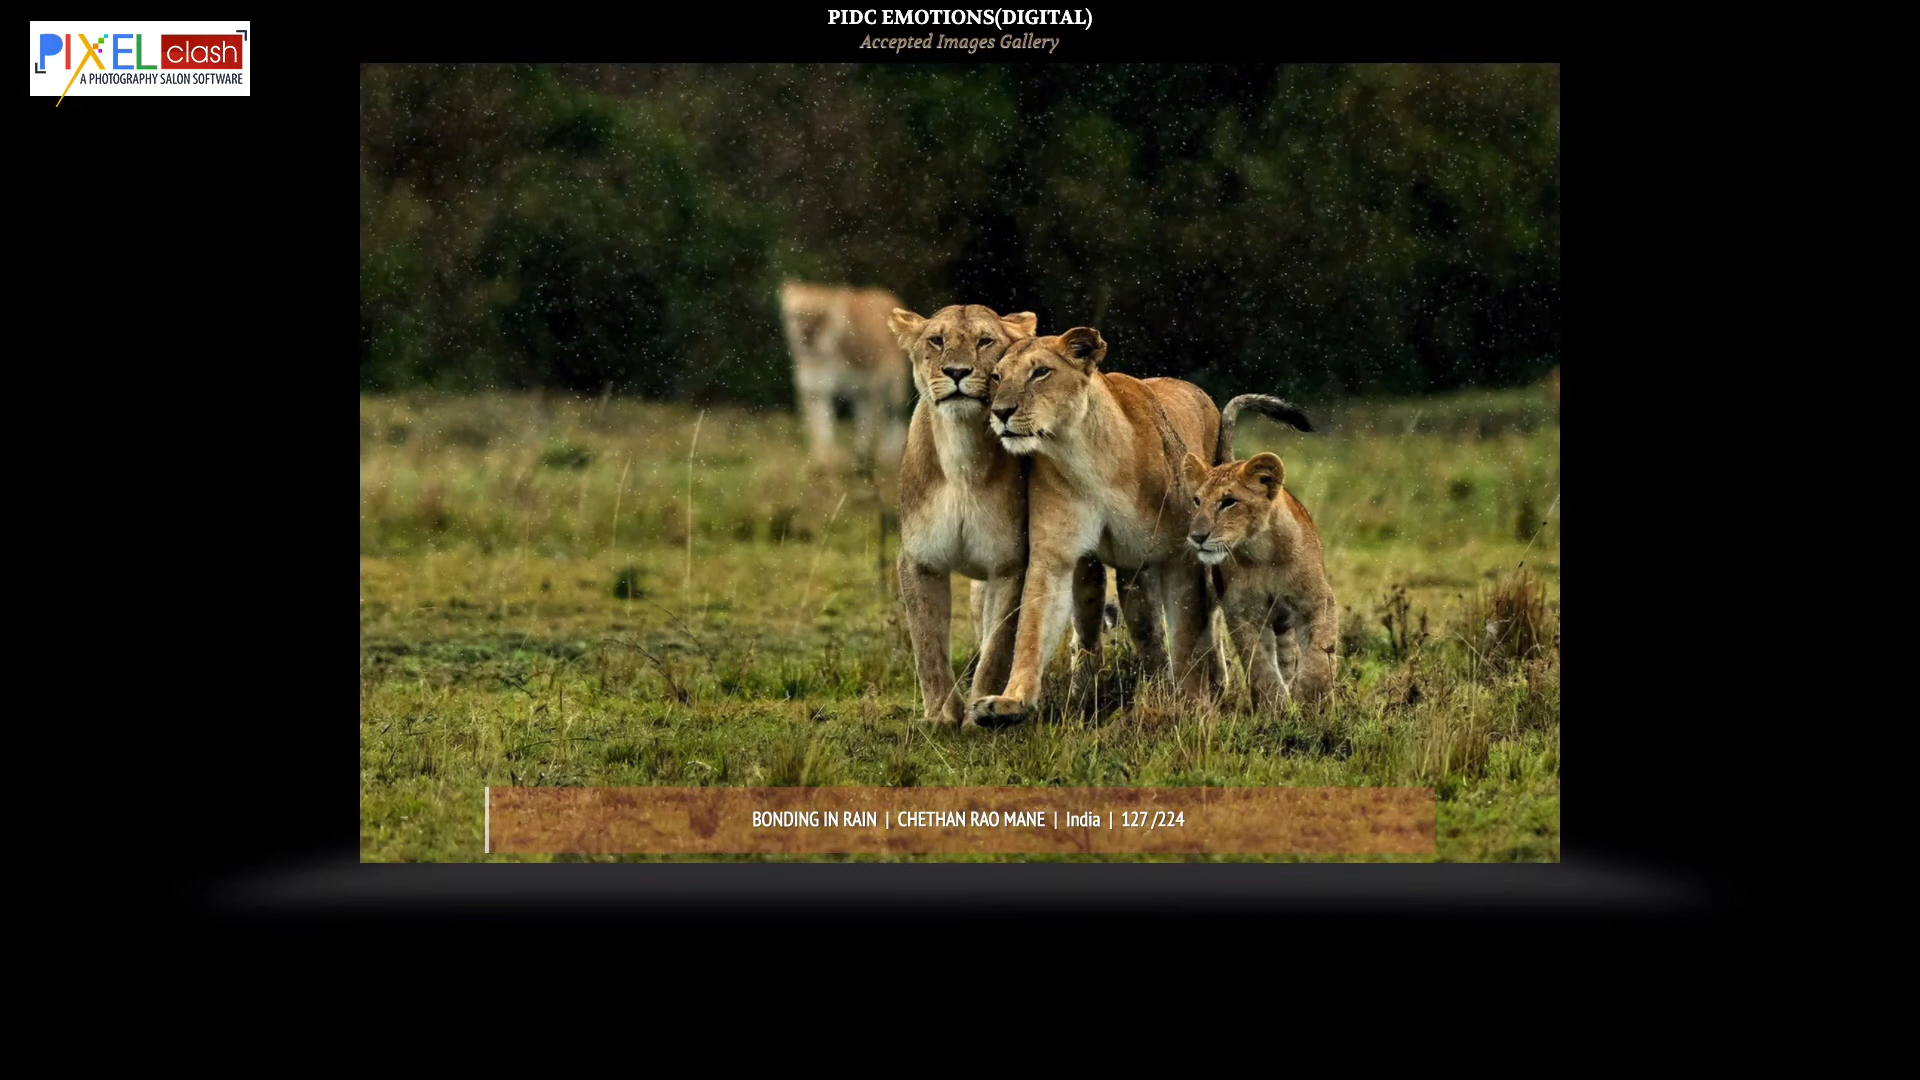 PIDC EMOTIONS(DIGITAL)
Accepted Images Gallery
PIXEL clash
A PHOTOGRAPHY SALON SOFTWARE
BONDING IN RAIN | CHETHAN RAO MANE | India | 127 /224